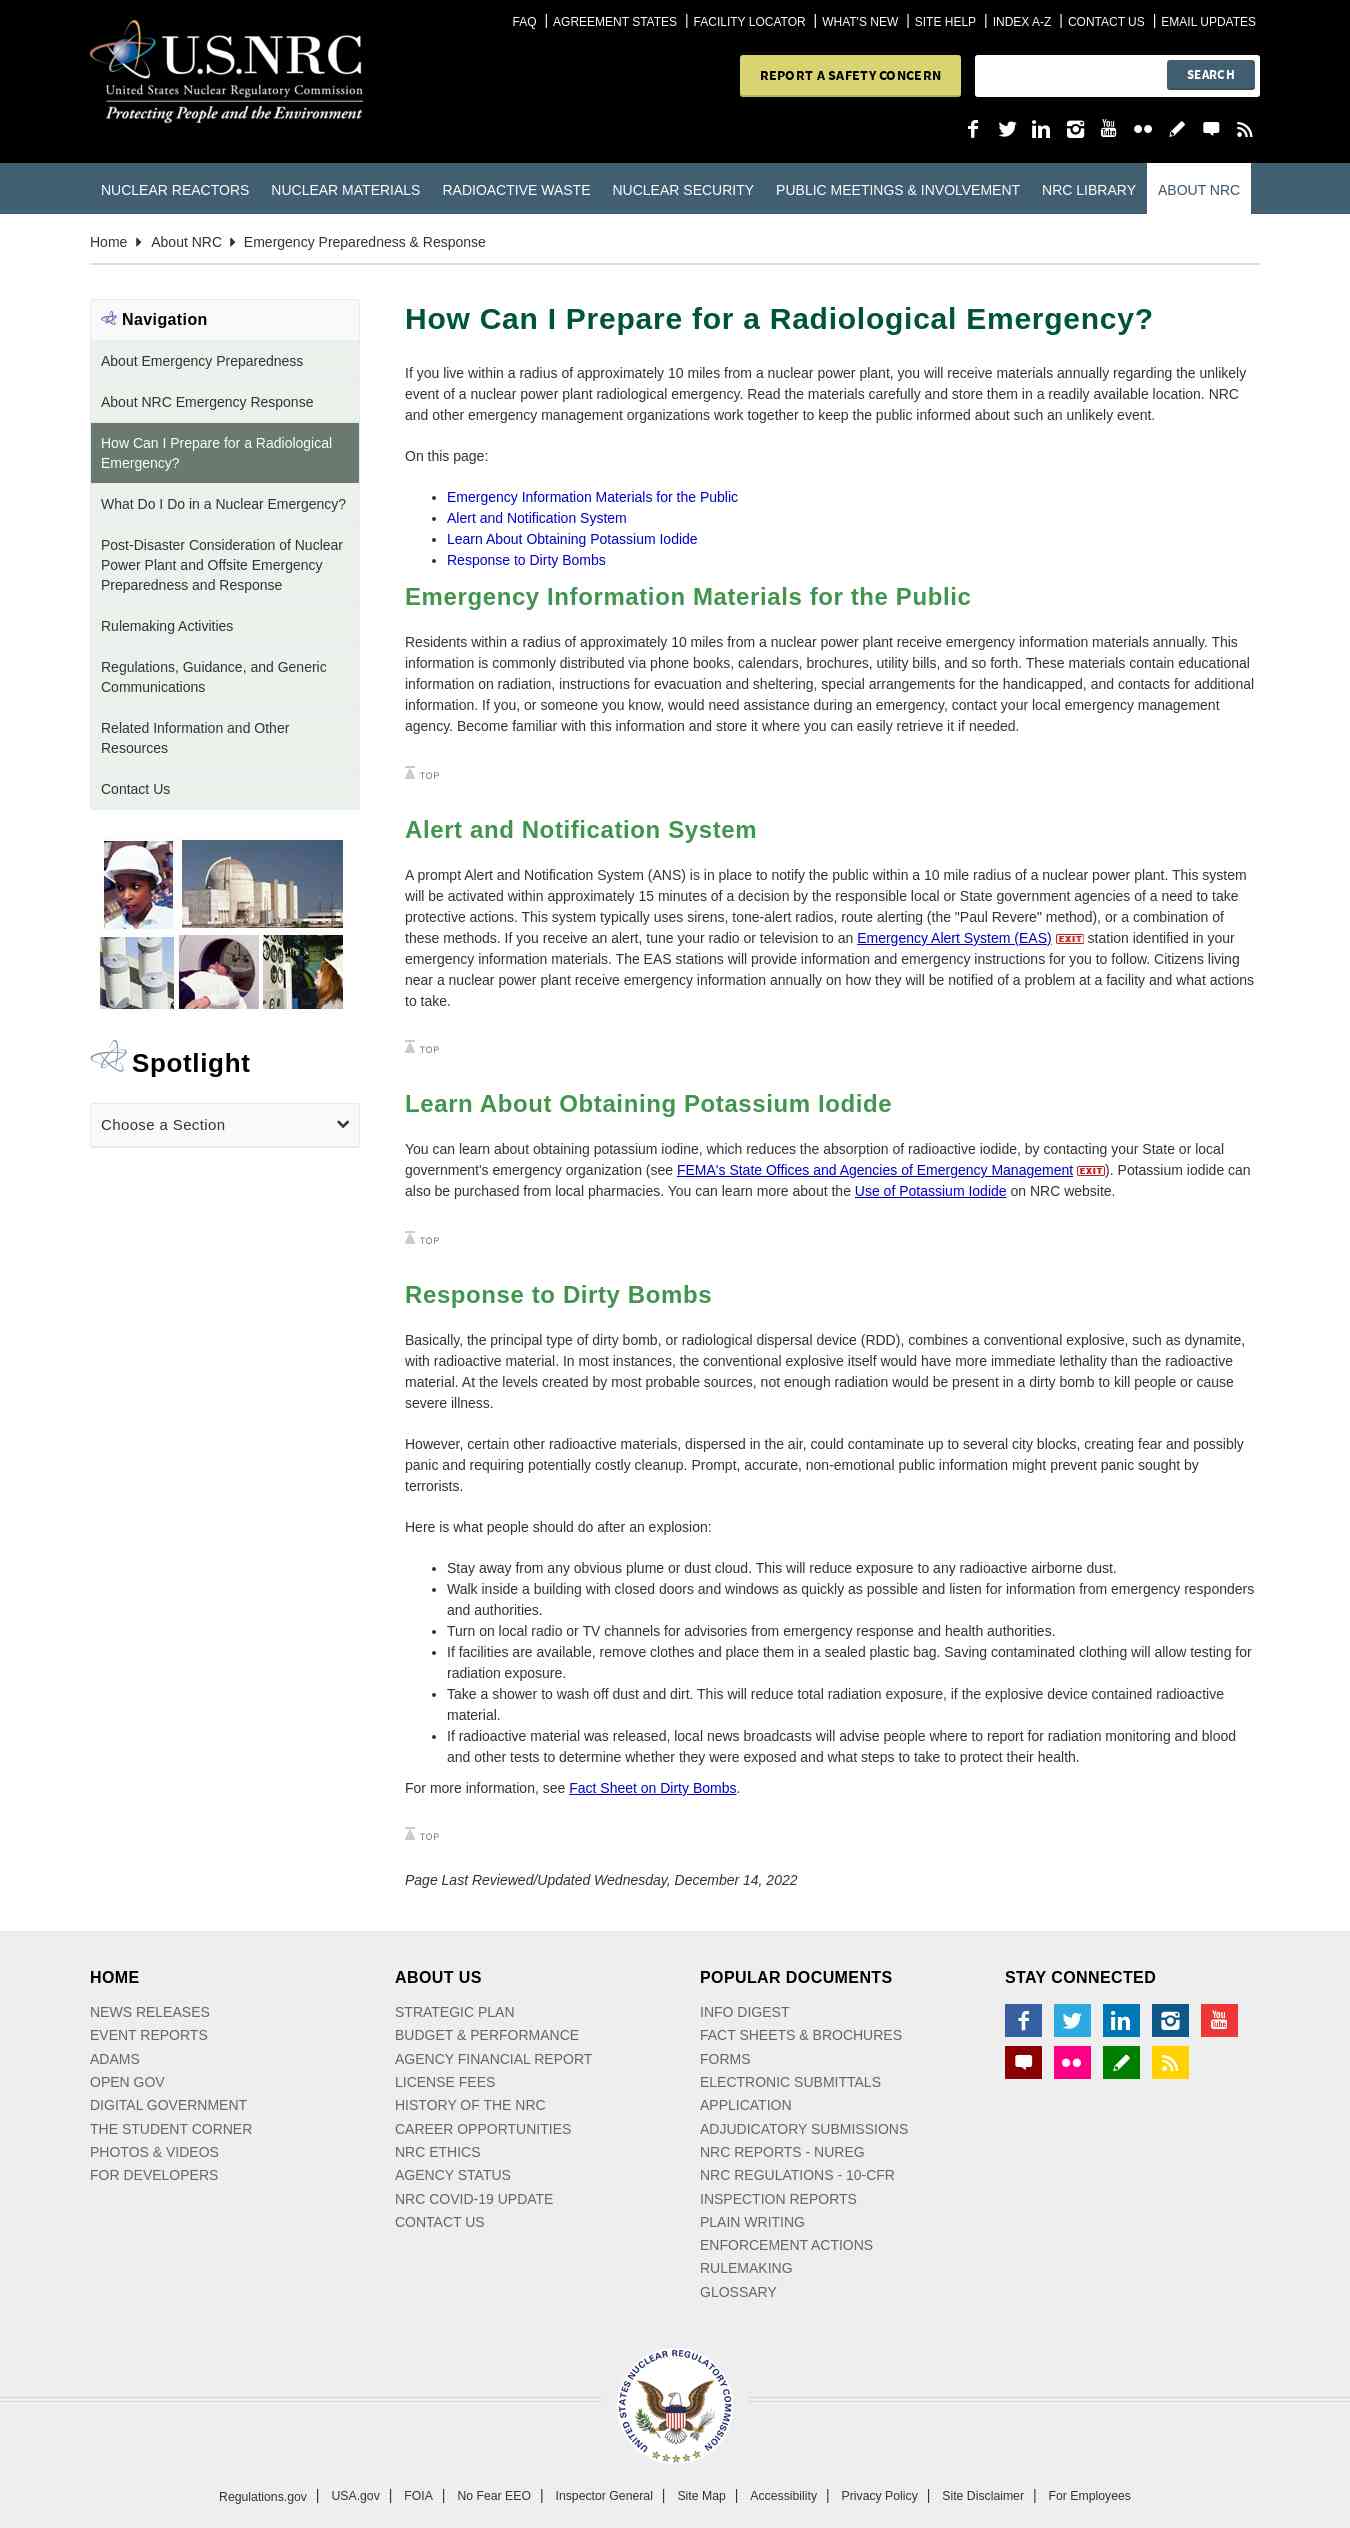 FAQ | AGREEMENT STATES | FACILITY LOCATOR | WHAT'S NEW | SITE HELP | INDEX A-Z | CONTACT US | EMAIL UPDATES
U.S.NRC
United States Nuclear Regulatory Commission
Protecting People and the Environment
REPORT A SAFETY CONCERN
SEARCH
NUCLEAR REACTORS NUCLEAR MATERIALS RADIOACTIVE WASTE NUCLEAR SECURITY PUBLIC MEETINGS & INVOLVEMENT NRC LIBRARY ABOUT NRC
Home About NRC Emergency Preparedness & Response
Navigation
About Emergency Preparedness
About NRC Emergency Response
How Can I Prepare for a Radiological
Emergency?
What Do I Do in a Nuclear Emergency?
Post-Disaster Consideration of Nuclear
Power Plant and Offsite Emergency
Preparedness and Response
Rulemaking Activities
Regulations, Guidance, and Generic
Communications
Related Information and Other
Resources
Contact Us
Spotlight
Choose a Section
How Can I Prepare for a Radiological Emergency?
If you live within a radius of approximately 10 miles from a nuclear power plant, you will receive materials annually regarding the unlikely
event of a nuclear power plant radiological emergency. Read the materials carefully and store them in a readily available location. NRC
and other emergency management organizations work together to keep the public informed about such an unlikely event.
On this page:
• Emergency Information Materials for the Public
• Alert and Notification System
• Learn About Obtaining Potassium Iodide
• Response to Dirty Bombs
Emergency Information Materials for the Public
Residents within a radius of approximately 10 miles from a nuclear power plant receive emergency information materials annually. This
information is commonly distributed via phone books, calendars, brochures, utility bills, and so forth. These materials contain educational
information on radiation, instructions for evacuation and sheltering, special arrangements for the handicapped, and contacts for additional
information. If you, or someone you know, would need assistance during an emergency, contact your local emergency management
agency. Become familiar with this information and store it where you can easily retrieve it if needed.
TOP
Alert and Notification System
A prompt Alert and Notification System (ANS) is in place to notify the public within a 10 mile radius of a nuclear power plant. This system
will be activated within approximately 15 minutes of a decision by the responsible local or State government agencies of a need to take
protective actions. This system typically uses sirens, tone-alert radios, route alerting (the "Paul Revere" method), or a combination of
these methods. If you receive an alert, tune your radio or television to an Emergency Alert System (EAS) EXIT station identified in your
emergency information materials. The EAS stations will provide information and emergency instructions for you to follow. Citizens living
near a nuclear power plant receive emergency information annually on how they will be notified of a problem at a facility and what actions
to take.
TOP
Learn About Obtaining Potassium Iodide
You can learn about obtaining potassium iodine, which reduces the absorption of radioactive iodide, by contacting your State or local
government's emergency organization (see FEMA's State Offices and Agencies of Emergency Management EXIT). Potassium iodide can
also be purchased from local pharmacies. You can learn more about the Use of Potassium Iodide on NRC website.
TOP
Response to Dirty Bombs
Basically, the principal type of dirty bomb, or radiological dispersal device (RDD), combines a conventional explosive, such as dynamite,
with radioactive material. In most instances, the conventional explosive itself would have more immediate lethality than the radioactive
material. At the levels created by most probable sources, not enough radiation would be present in a dirty bomb to kill people or cause
severe illness.
However, certain other radioactive materials, dispersed in the air, could contaminate up to several city blocks, creating fear and possibly
panic and requiring potentially costly cleanup. Prompt, accurate, non-emotional public information might prevent panic sought by
terrorists.
Here is what people should do after an explosion:
• Stay away from any obvious plume or dust cloud. This will reduce exposure to any radioactive airborne dust.
• Walk inside a building with closed doors and windows as quickly as possible and listen for information from emergency responders
and authorities.
• Turn on local radio or TV channels for advisories from emergency response and health authorities.
• If facilities are available, remove clothes and place them in a sealed plastic bag. Saving contaminated clothing will allow testing for
radiation exposure.
• Take a shower to wash off dust and dirt. This will reduce total radiation exposure, if the explosive device contained radioactive
material.
• If radioactive material was released, local news broadcasts will advise people where to report for radiation monitoring and blood
and other tests to determine whether they were exposed and what steps to take to protect their health.
For more information, see Fact Sheet on Dirty Bombs.
TOP
Page Last Reviewed/Updated Wednesday, December 14, 2022
HOME
NEWS RELEASES
EVENT REPORTS
ADAMS
OPEN GOV
DIGITAL GOVERNMENT
THE STUDENT CORNER
PHOTOS & VIDEOS
FOR DEVELOPERS
ABOUT US
STRATEGIC PLAN
BUDGET & PERFORMANCE
AGENCY FINANCIAL REPORT
LICENSE FEES
HISTORY OF THE NRC
CAREER OPPORTUNITIES
NRC ETHICS
AGENCY STATUS
NRC COVID-19 UPDATE
CONTACT US
POPULAR DOCUMENTS
INFO DIGEST
FACT SHEETS & BROCHURES
FORMS
ELECTRONIC SUBMITTALS
APPLICATION
ADJUDICATORY SUBMISSIONS
NRC REPORTS - NUREG
NRC REGULATIONS - 10-CFR
INSPECTION REPORTS
PLAIN WRITING
ENFORCEMENT ACTIONS
RULEMAKING
GLOSSARY
STAY CONNECTED
You Tube
UNITED STATES NUCLEAR REGULATORY COMMISSION
Regulations.gov | USA.gov | FOIA | No Fear EEO | Inspector General | Site Map | Accessibility | Privacy Policy | Site Disclaimer | For Employees